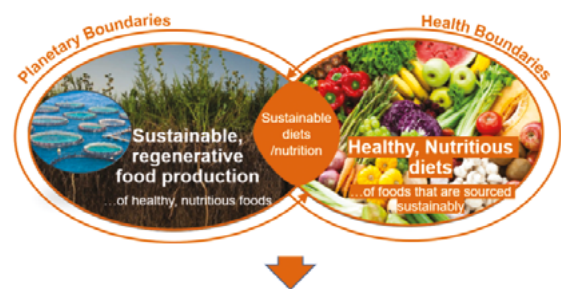 Planetary Boundaries
Health Boundaries
Sustainable,
regenerative
food production
...of healthy, nutritious foods
Sustainable
diets
/nutrition
Healthy, Nutritious
diets
...of foods that are sourced
sustainably